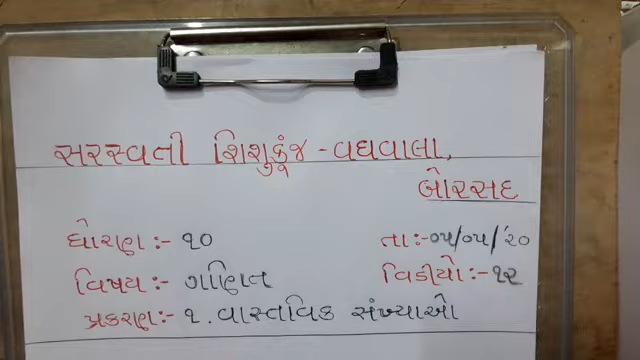 સરસ્વતી શિશુકુંજ - વઘવાલા,
બોરસદ
ધોરણ :- ૧૦
તા :- ૦૫/૦૫/'૨૦
વિષય :- ગણિત
વિડીયો :- ૧૨
પ્રકરણ :- ૧. વાસ્તવિક સંખ્યાઓ